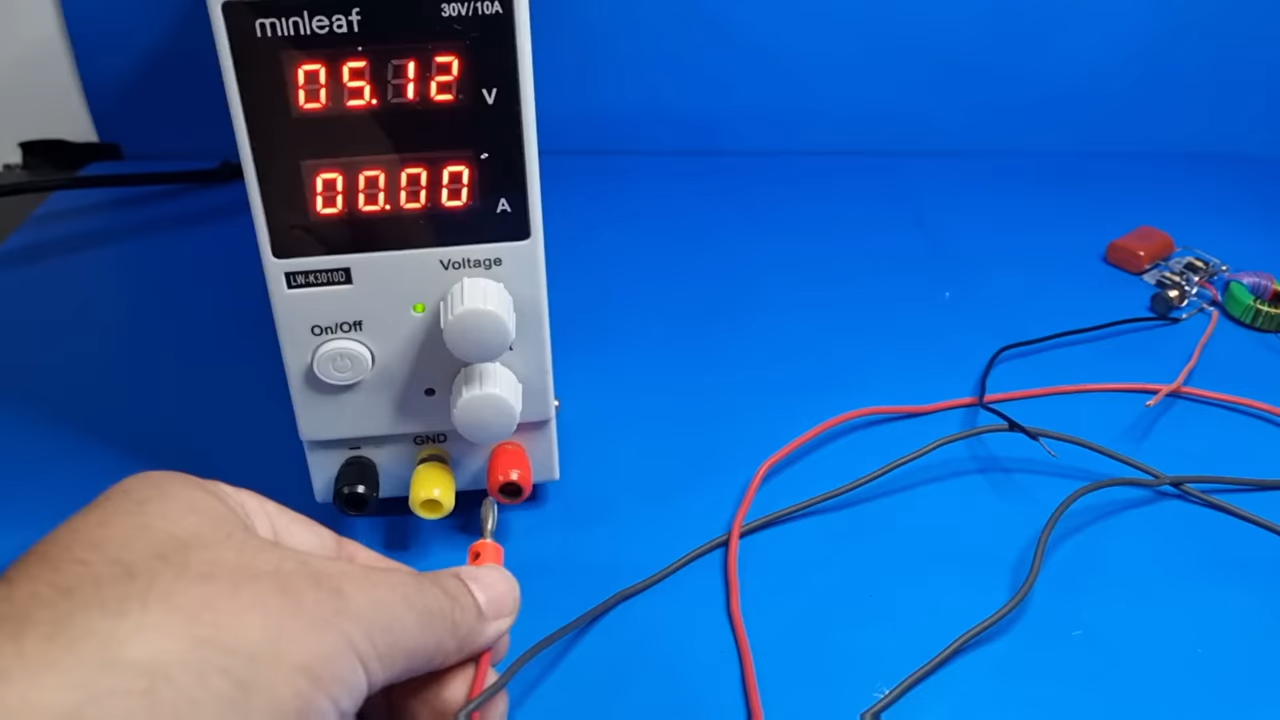 minleaf
30V/10A
05.12 V
00.00 A
LW-K3010D
Voltage
On/Off
GND